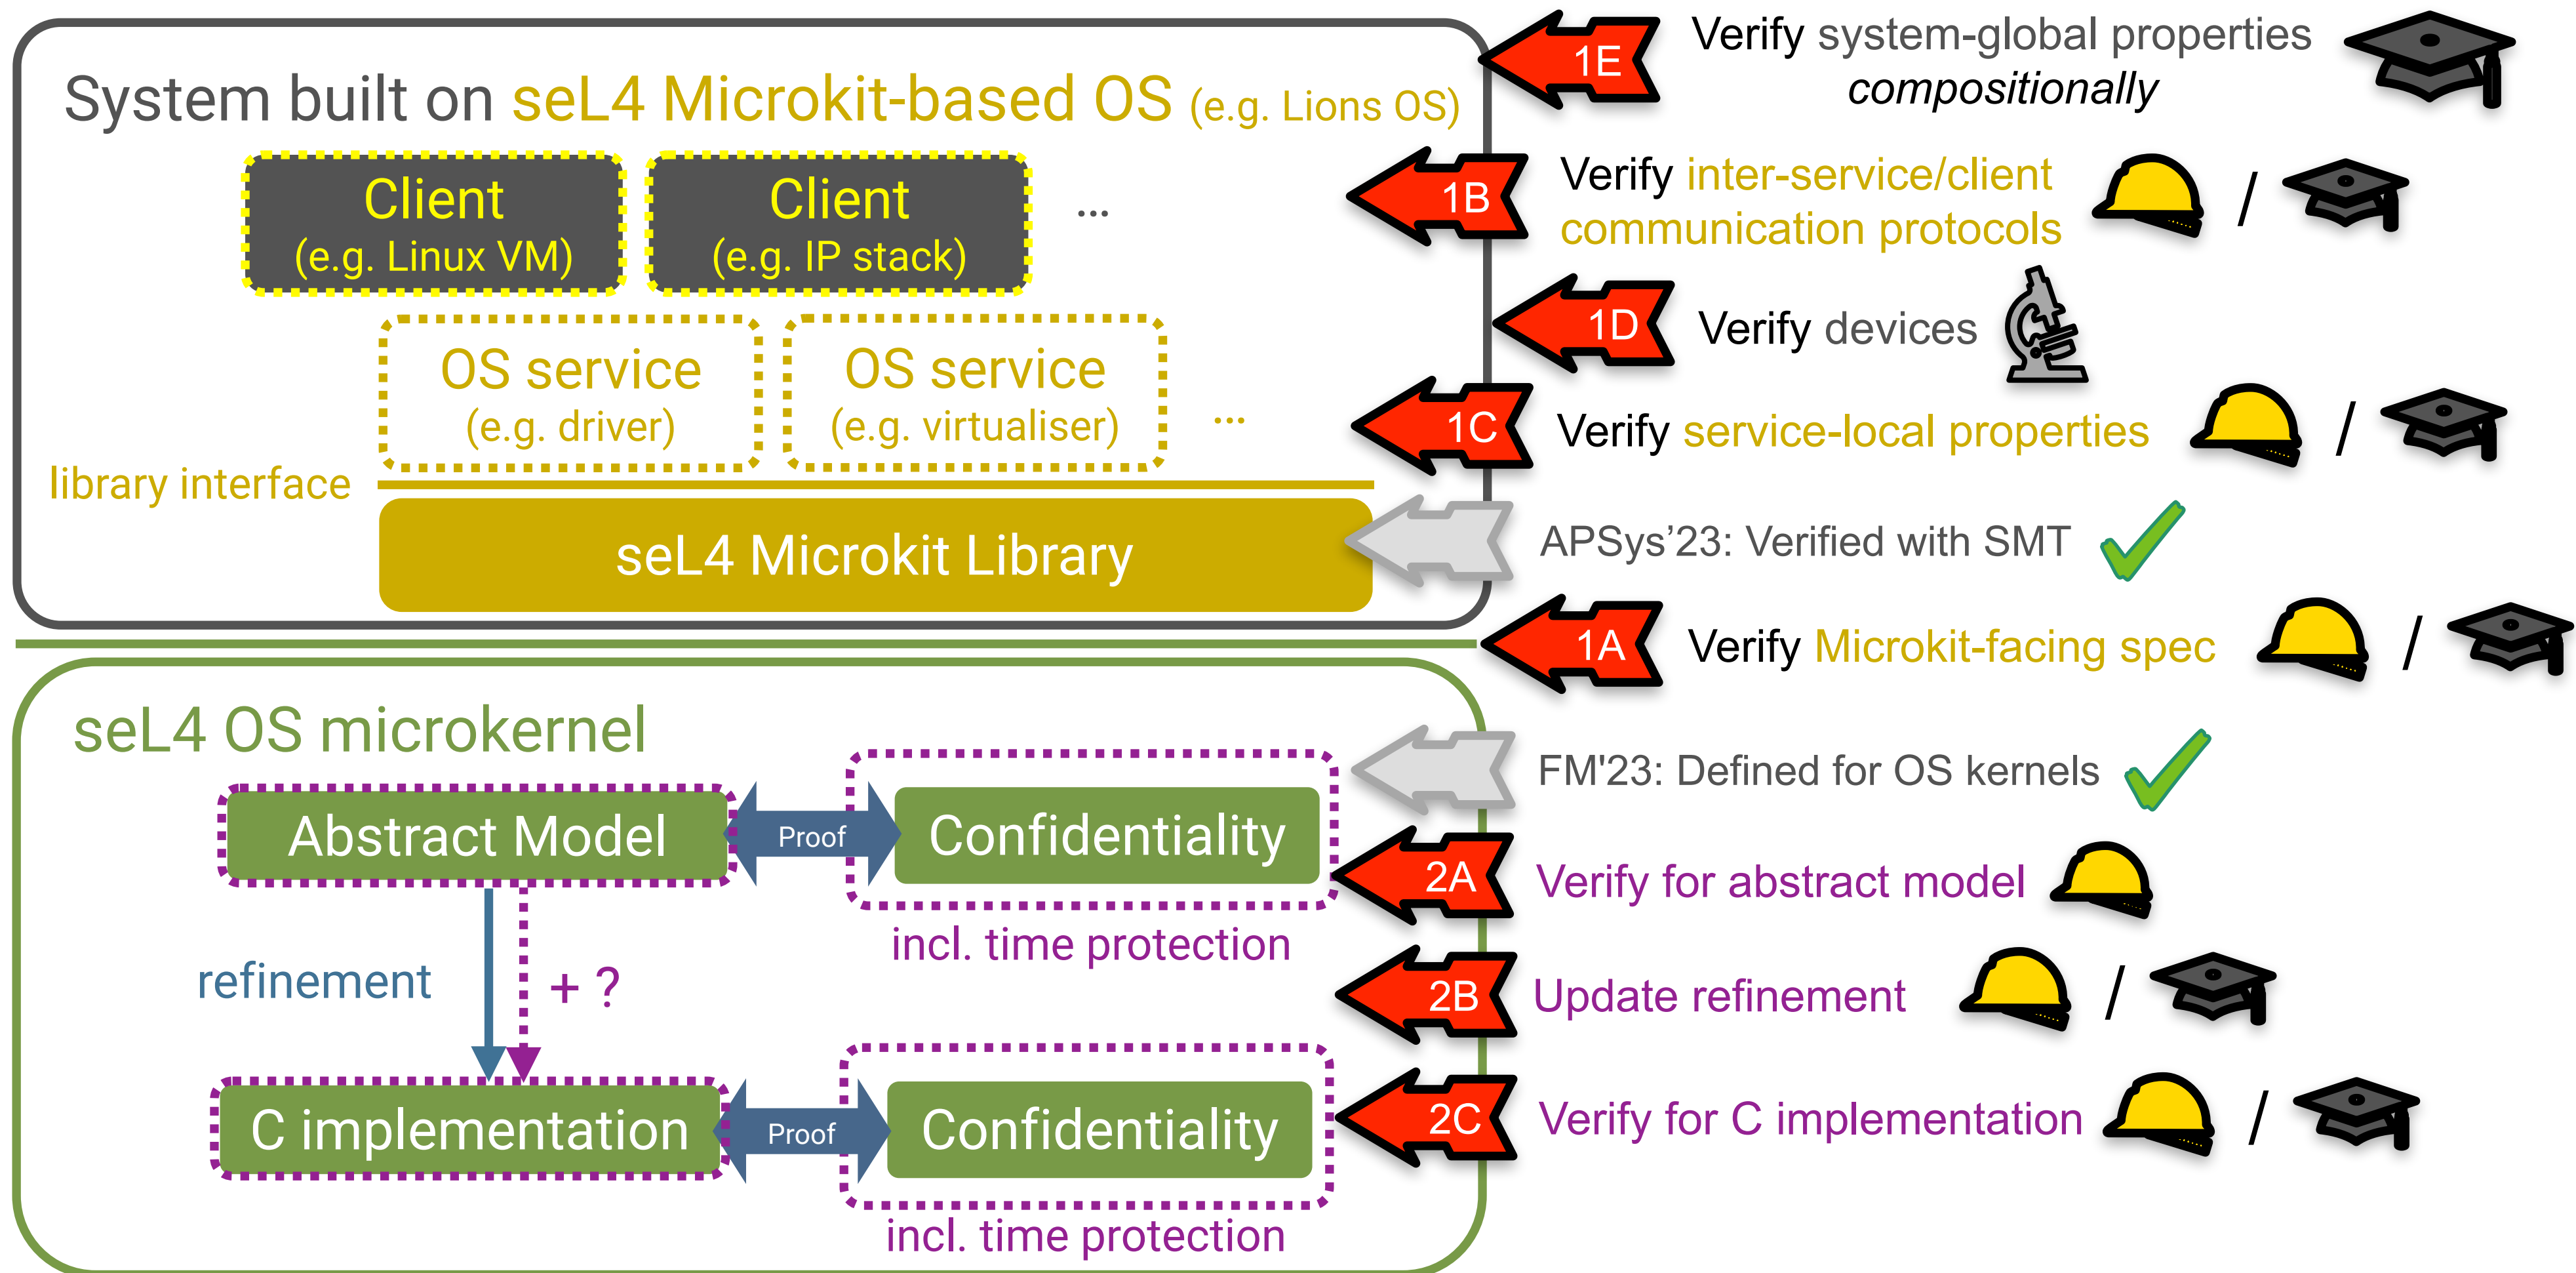 System built on seL4 Microkit-based OS (e.g. Lions OS)
Client
(e.g. Linux VM)
Client
(e.g. IP stack)
...
OS service
(e.g. driver)
OS service
(e.g. virtualiser)
...
library interface
seL4 Microkit Library
1E
Verify system-global properties
compositionally
1B
Verify inter-service/client
communication protocols
1D
Verify devices
1C
Verify service-local properties
APSys’23: Verified with SMT
1A
Verify Microkit-facing spec
seL4 OS microkernel
Abstract Model
Proof
Confidentiality
incl. time protection
refinement
+ ?
C implementation
Proof
Confidentiality
incl. time protection
FM'23: Defined for OS kernels
2A
Verify for abstract model
2B
Update refinement
2C
Verify for C implementation
/
/
/
/
/